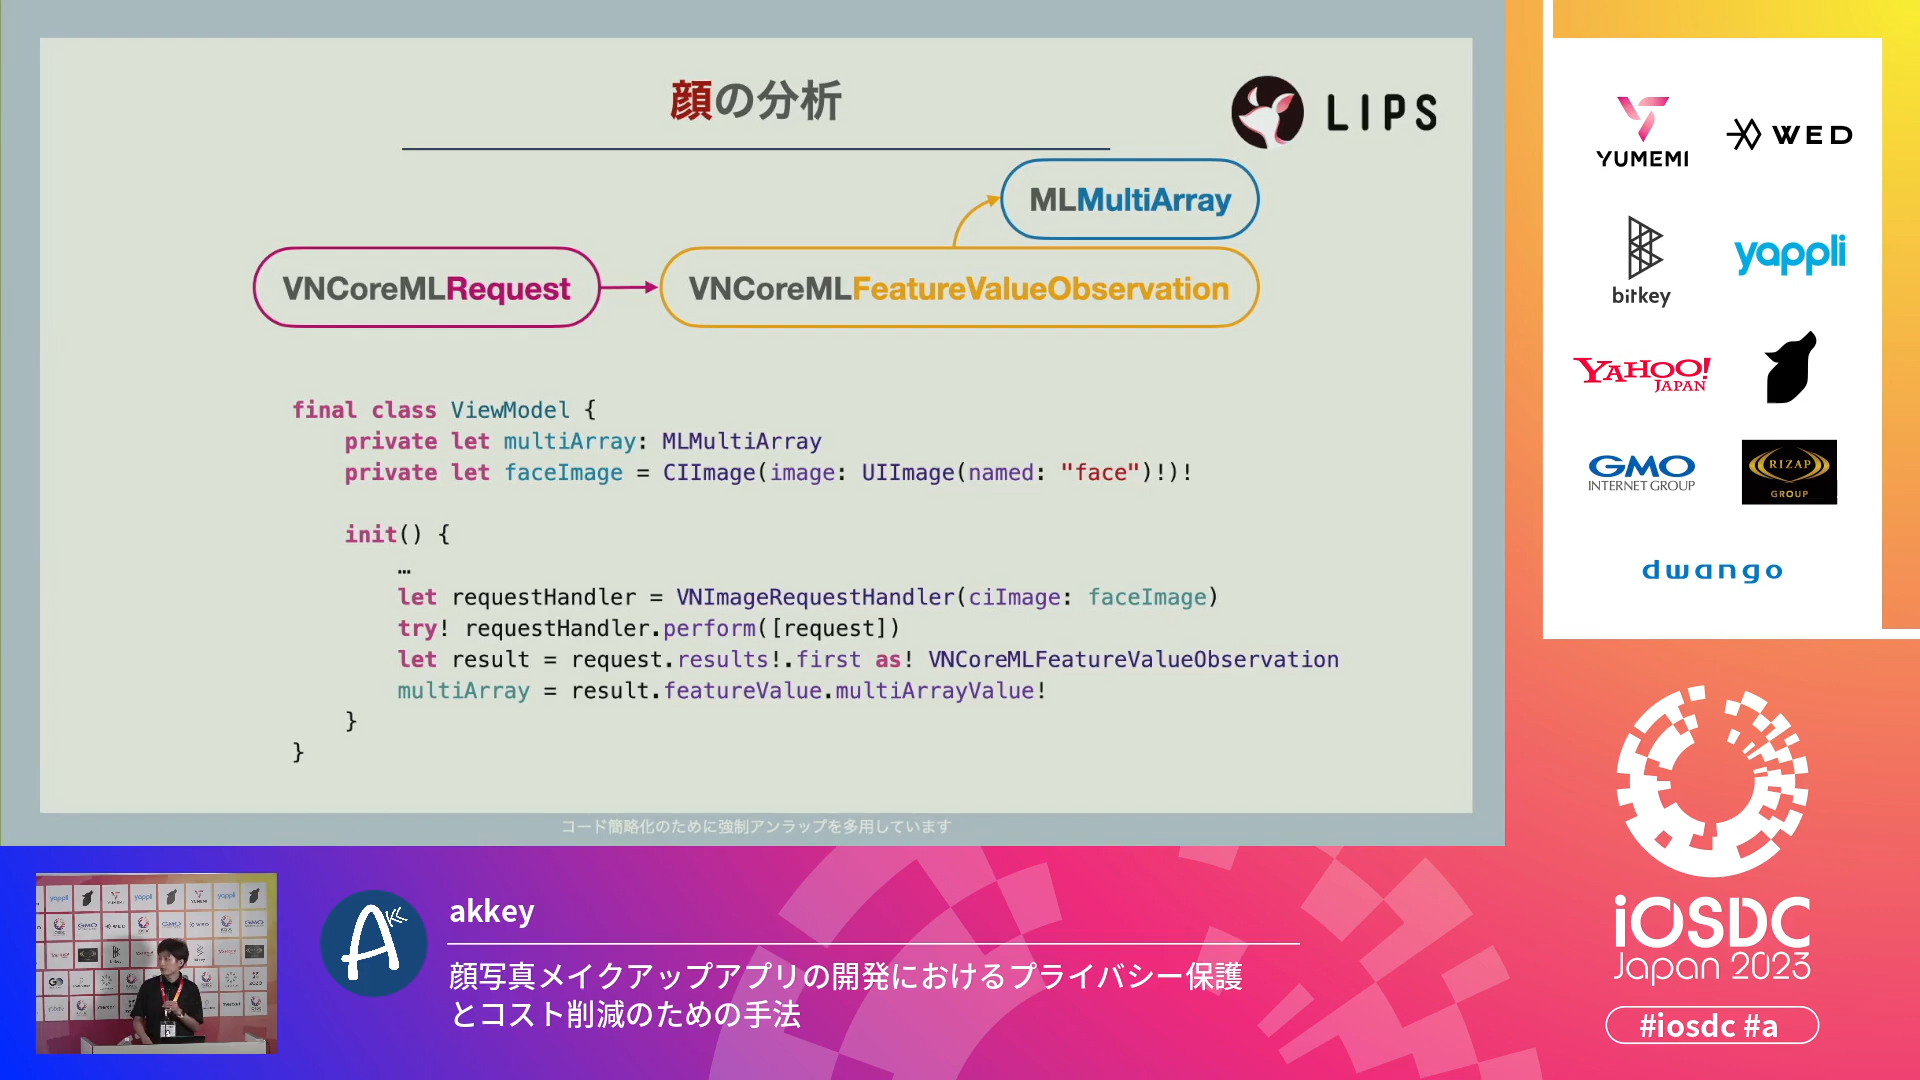 顔の分析
LIPS
MLMultiArray
VNCoreMLRequest
VNCoreMLFeatureValueObservation
final class ViewModel {
private let multiArray: MLMultiArray
private let faceImage = CIImage(image: UIImage(named: "face")!)!
init() {
…
let requestHandler = VNImageRequestHandler(ciImage: faceImage)
try! requestHandler.perform([request])
let result = request.results!.first as! VNCoreMLFeatureValueObservation
multiArray = result.featureValue.multiArrayValue!
}
}
コード簡略化のために強制アンラップを多用しています
YUMEMI
WED
bitkey
yappli
YAHOO!
JAPAN
GMO
INTERNET GROUP
RIZAP
GROUP
dwango
iOSDC
Japan 2023
#iosdc #a
akkey
顔写真メイクアップアプリの開発におけるプライバシー保護
とコスト削減のための手法